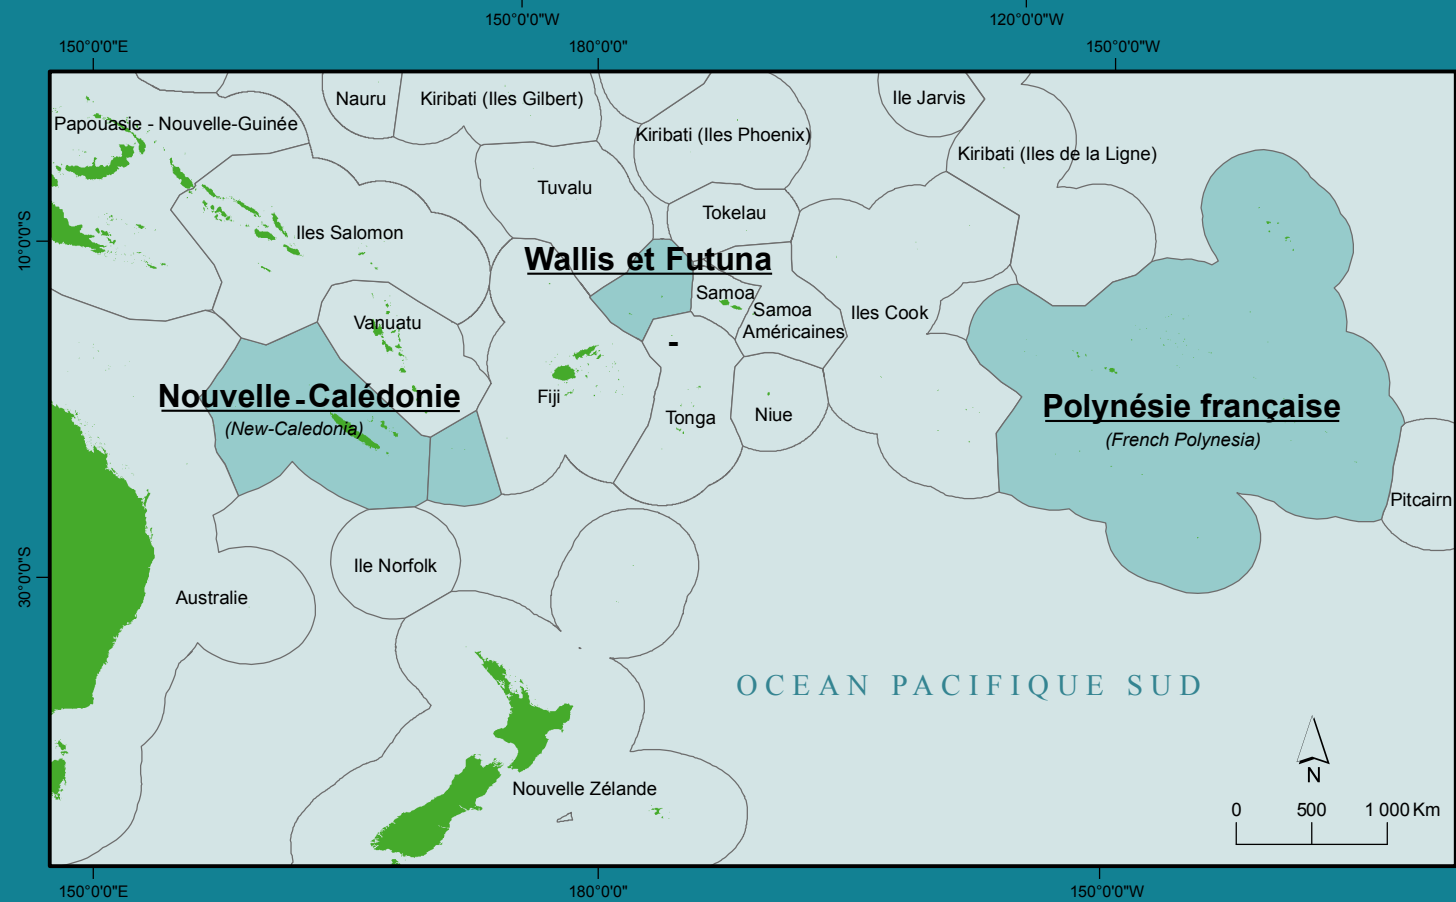 150°0'0"W
120°0'0"W
150°0'0"E
180°0'0"
150°0'0"W
Nauru
Kiribati (Iles Gilbert)
Ile Jarvis
Papouasie - Nouvelle-Guinée
Kiribati (Iles Phoenix)
Kiribati (Iles de la Ligne)
Tuvalu
Tokelau
10°0'0"S
Iles Salomon
Wallis et Futuna
Samoa
Samoa
Américaines
Iles Cook
Vanuatu
-
Nouvelle-Calédonie
(New-Caledonia)
Fiji
Tonga
Niue
Polynésie française
(French Polynesia)
Pitcairn
30°0'0"S
Ile Norfolk
Australie
OCEAN PACIFIQUE SUD
Nouvelle Zélande
N
0 500 1 000 Km
150°0'0"E
180°0'0"
150°0'0"W